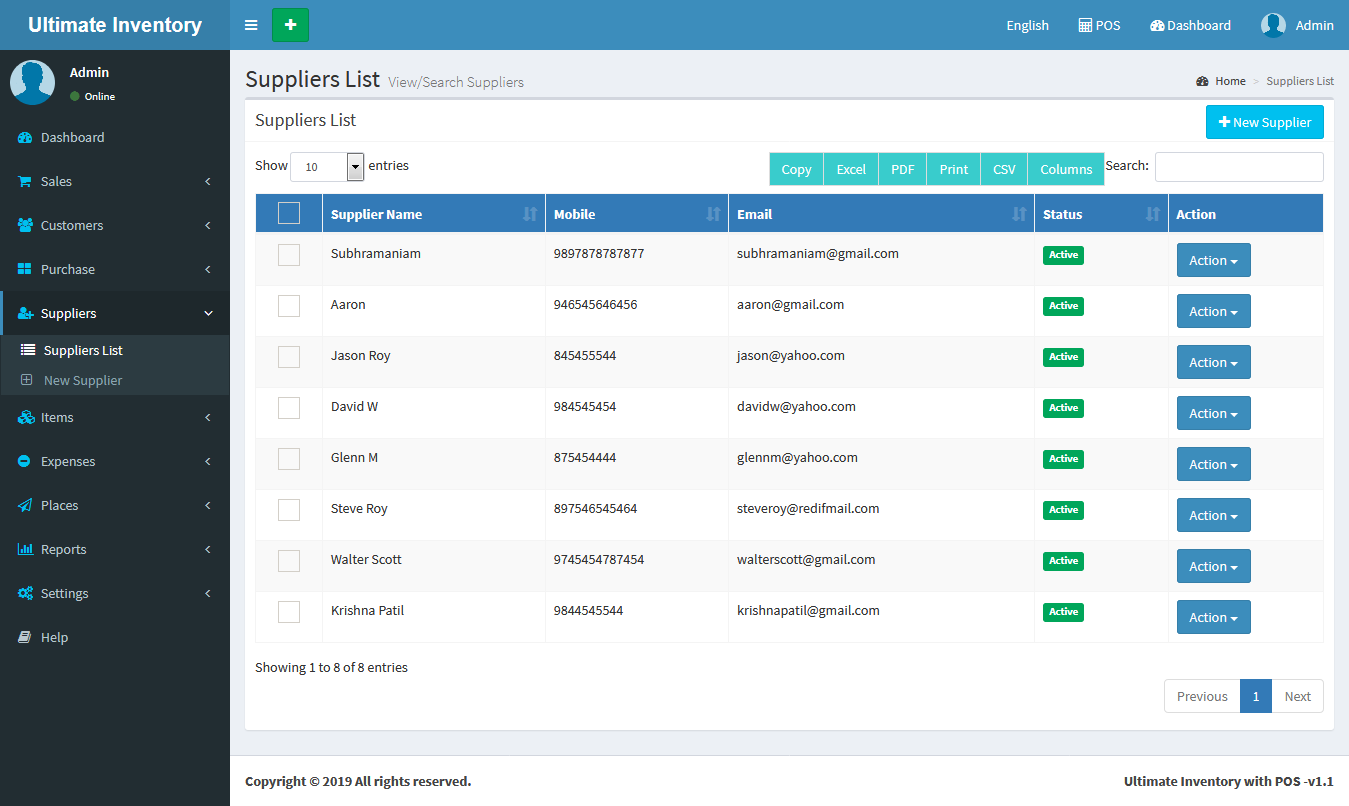 Ultimate Inventory
English POS Dashboard Admin
Admin
Online
Dashboard
Sales
Customers
Purchase
Suppliers
Suppliers List
New Supplier
Items
Expenses
Places
Reports
Settings
Help
Suppliers List View/Search Suppliers
Home > Suppliers List
Suppliers List
New Supplier
Show 10 entries
Copy Excel PDF Print CSV Columns Search:
Supplier Name Mobile Email Status Action
Subhramaniam 9897878787877 subhramaniam@gmail.com Active Action
Aaron 946545646456 aaron@gmail.com Active Action
Jason Roy 845455544 jason@yahoo.com Active Action
David W 984545454 davidw@yahoo.com Active Action
Glenn M 875454444 glennm@yahoo.com Active Action
Steve Roy 897546545464 steveroy@redifmail.com Active Action
Walter Scott 9745454787454 walterscott@gmail.com Active Action
Krishna Patil 9844545544 krishnapatil@gmail.com Active Action
Showing 1 to 8 of 8 entries
Previous 1 Next
Copyright © 2019 All rights reserved.
Ultimate Inventory with POS -v1.1